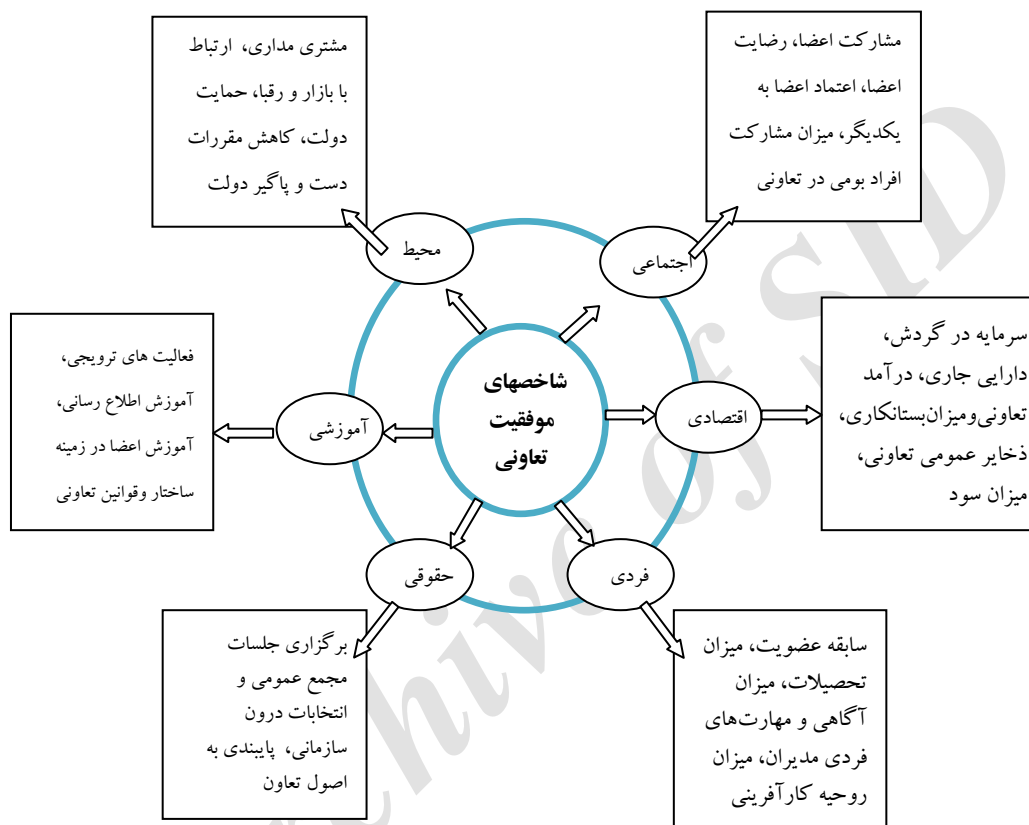 مشتری مداری، ارتباط
با بازار و رقبا، حمایت
دولت، کاهش مقررات
دست و پاگیر دولت
مشارکت اعضا، رضایت
اعضا، اعتماد اعضا به
یکدیگر، میزان مشارکت
افراد بومی در تعاونی
محیط
اجتماعی
سرمایه در گردش،
دارایی جاری، درآمد
تعاونی‌ومیزان‌بستانکاری،
ذخایر عمومی تعاونی،
میزان سود
اقتصادی
شاخصهای
موفقیت
تعاونی
آموزشی
فعالیت های ترویجی،
آموزش اطلاع رسانی،
آموزش اعضا در زمینه
ساختار وقوانین تعاونی
حقوقی
فردی
برگزاری جلسات
مجمع عمومی و
انتخابات درون
سازمانی، پایبندی به
اصول تعاون
سابقه عضویت، میزان
تحصیلات، میزان
آگاهی و مهارت‌های
فردی مدیران، میزان
روحیه کارآفرینی
chive of SID